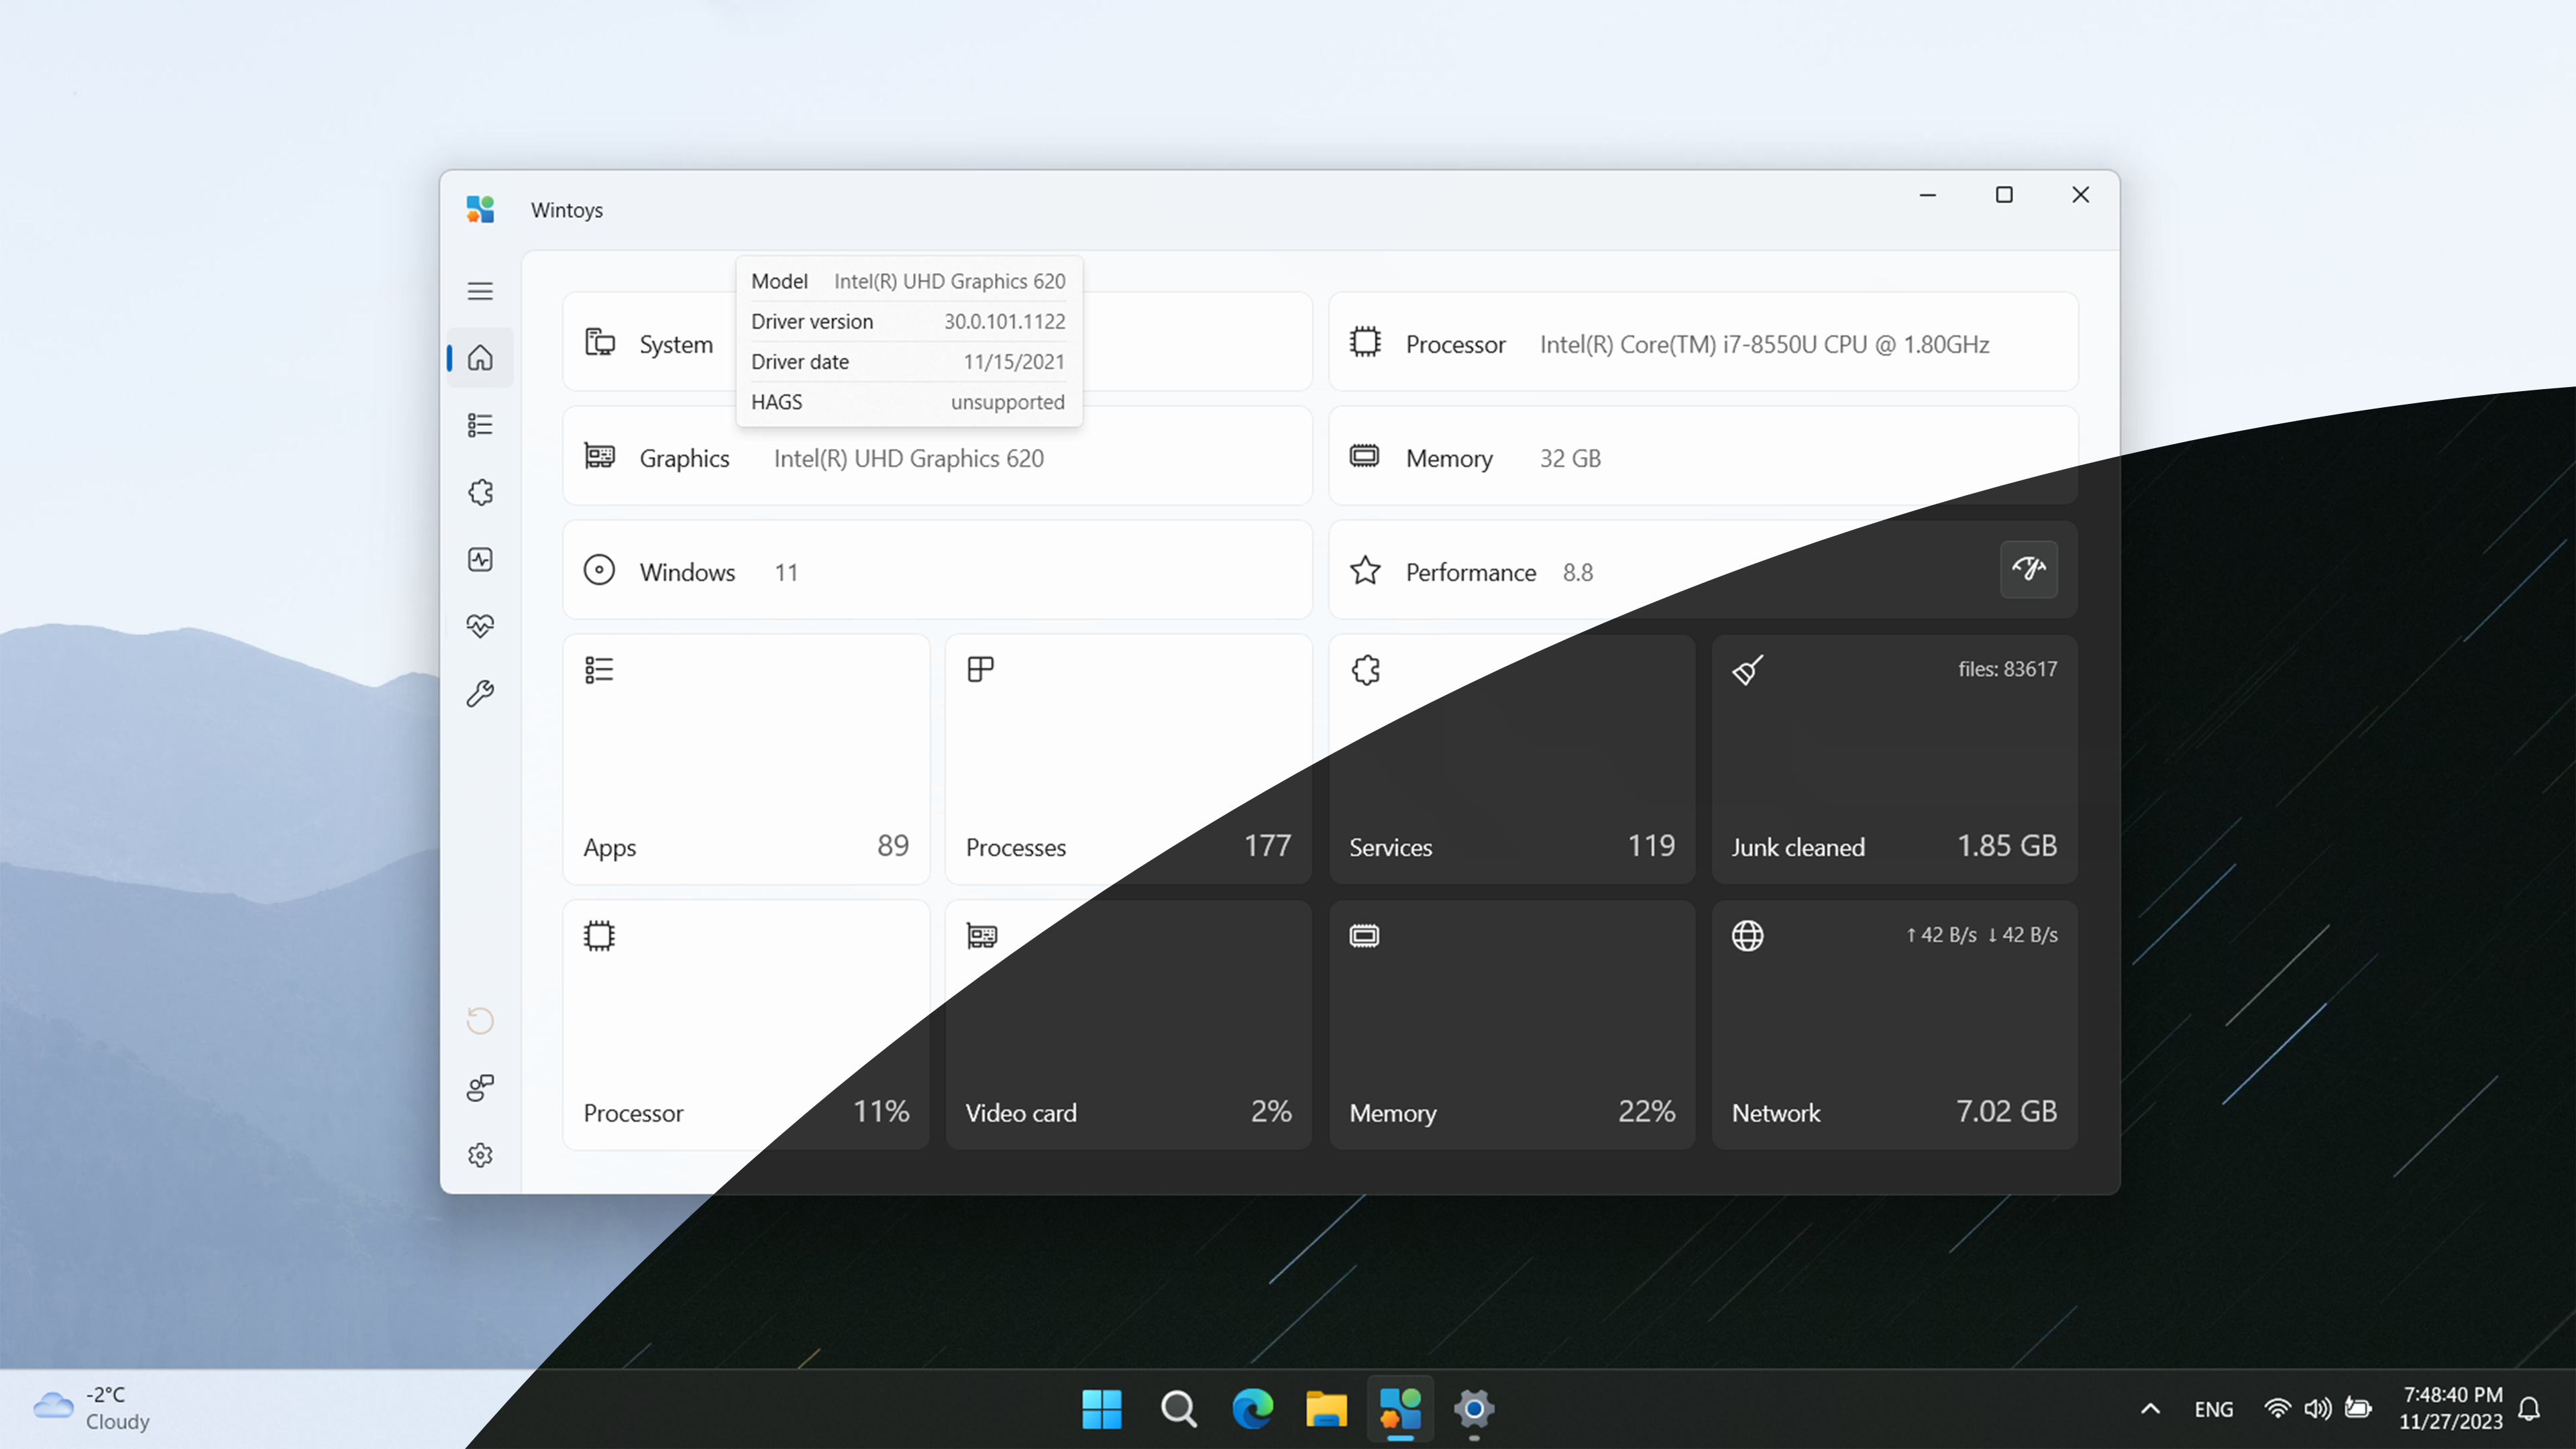 Wintoys
Model Intel(R) UHD Graphics 620
Driver version 30.0.101.1122
Driver date 11/15/2021
HAGS unsupported
System
Processor Intel(R) Core(TM) i7-8550U CPU @ 1.80GHz
Graphics Intel(R) UHD Graphics 620
Memory 32 GB
Windows 11
Performance 8.8
Apps 89
Processes 177
Services 119
files: 83617
Junk cleaned 1.85 GB
Processor 11%
Video card 2%
Memory 22%
↑ 42 B/s ↓ 42 B/s
Network 7.02 GB
-2°C
Cloudy
ENG
7:48:40 PM
11/27/2023